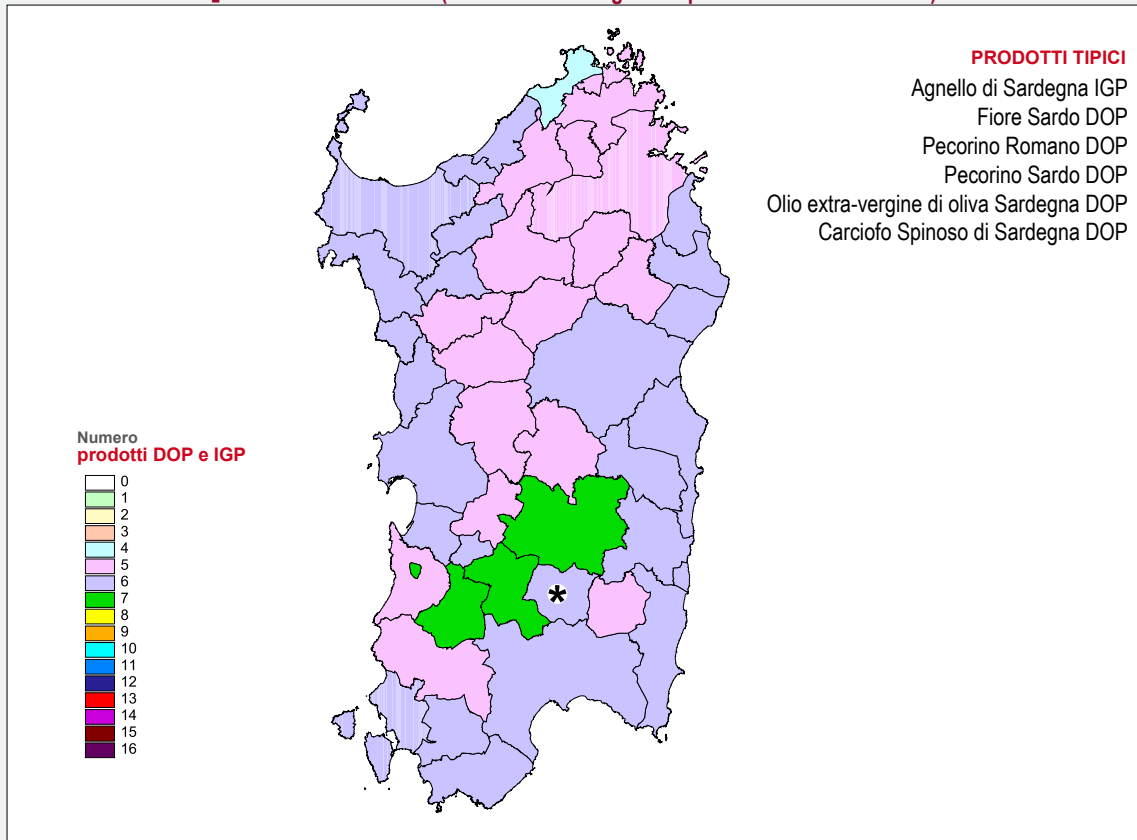 PRODOTTI TIPICI
Agnello di Sardegna IGP
Fiore Sardo DOP
Pecorino Romano DOP
Pecorino Sardo DOP
Olio extra-vergine di oliva Sardegna DOP
Carciofo Spinoso di Sardegna DOP
Numero
prodotti DOP e IGP
0
1
2
3
4
5
6
7
8
9
10
11
12
13
14
15
16
*